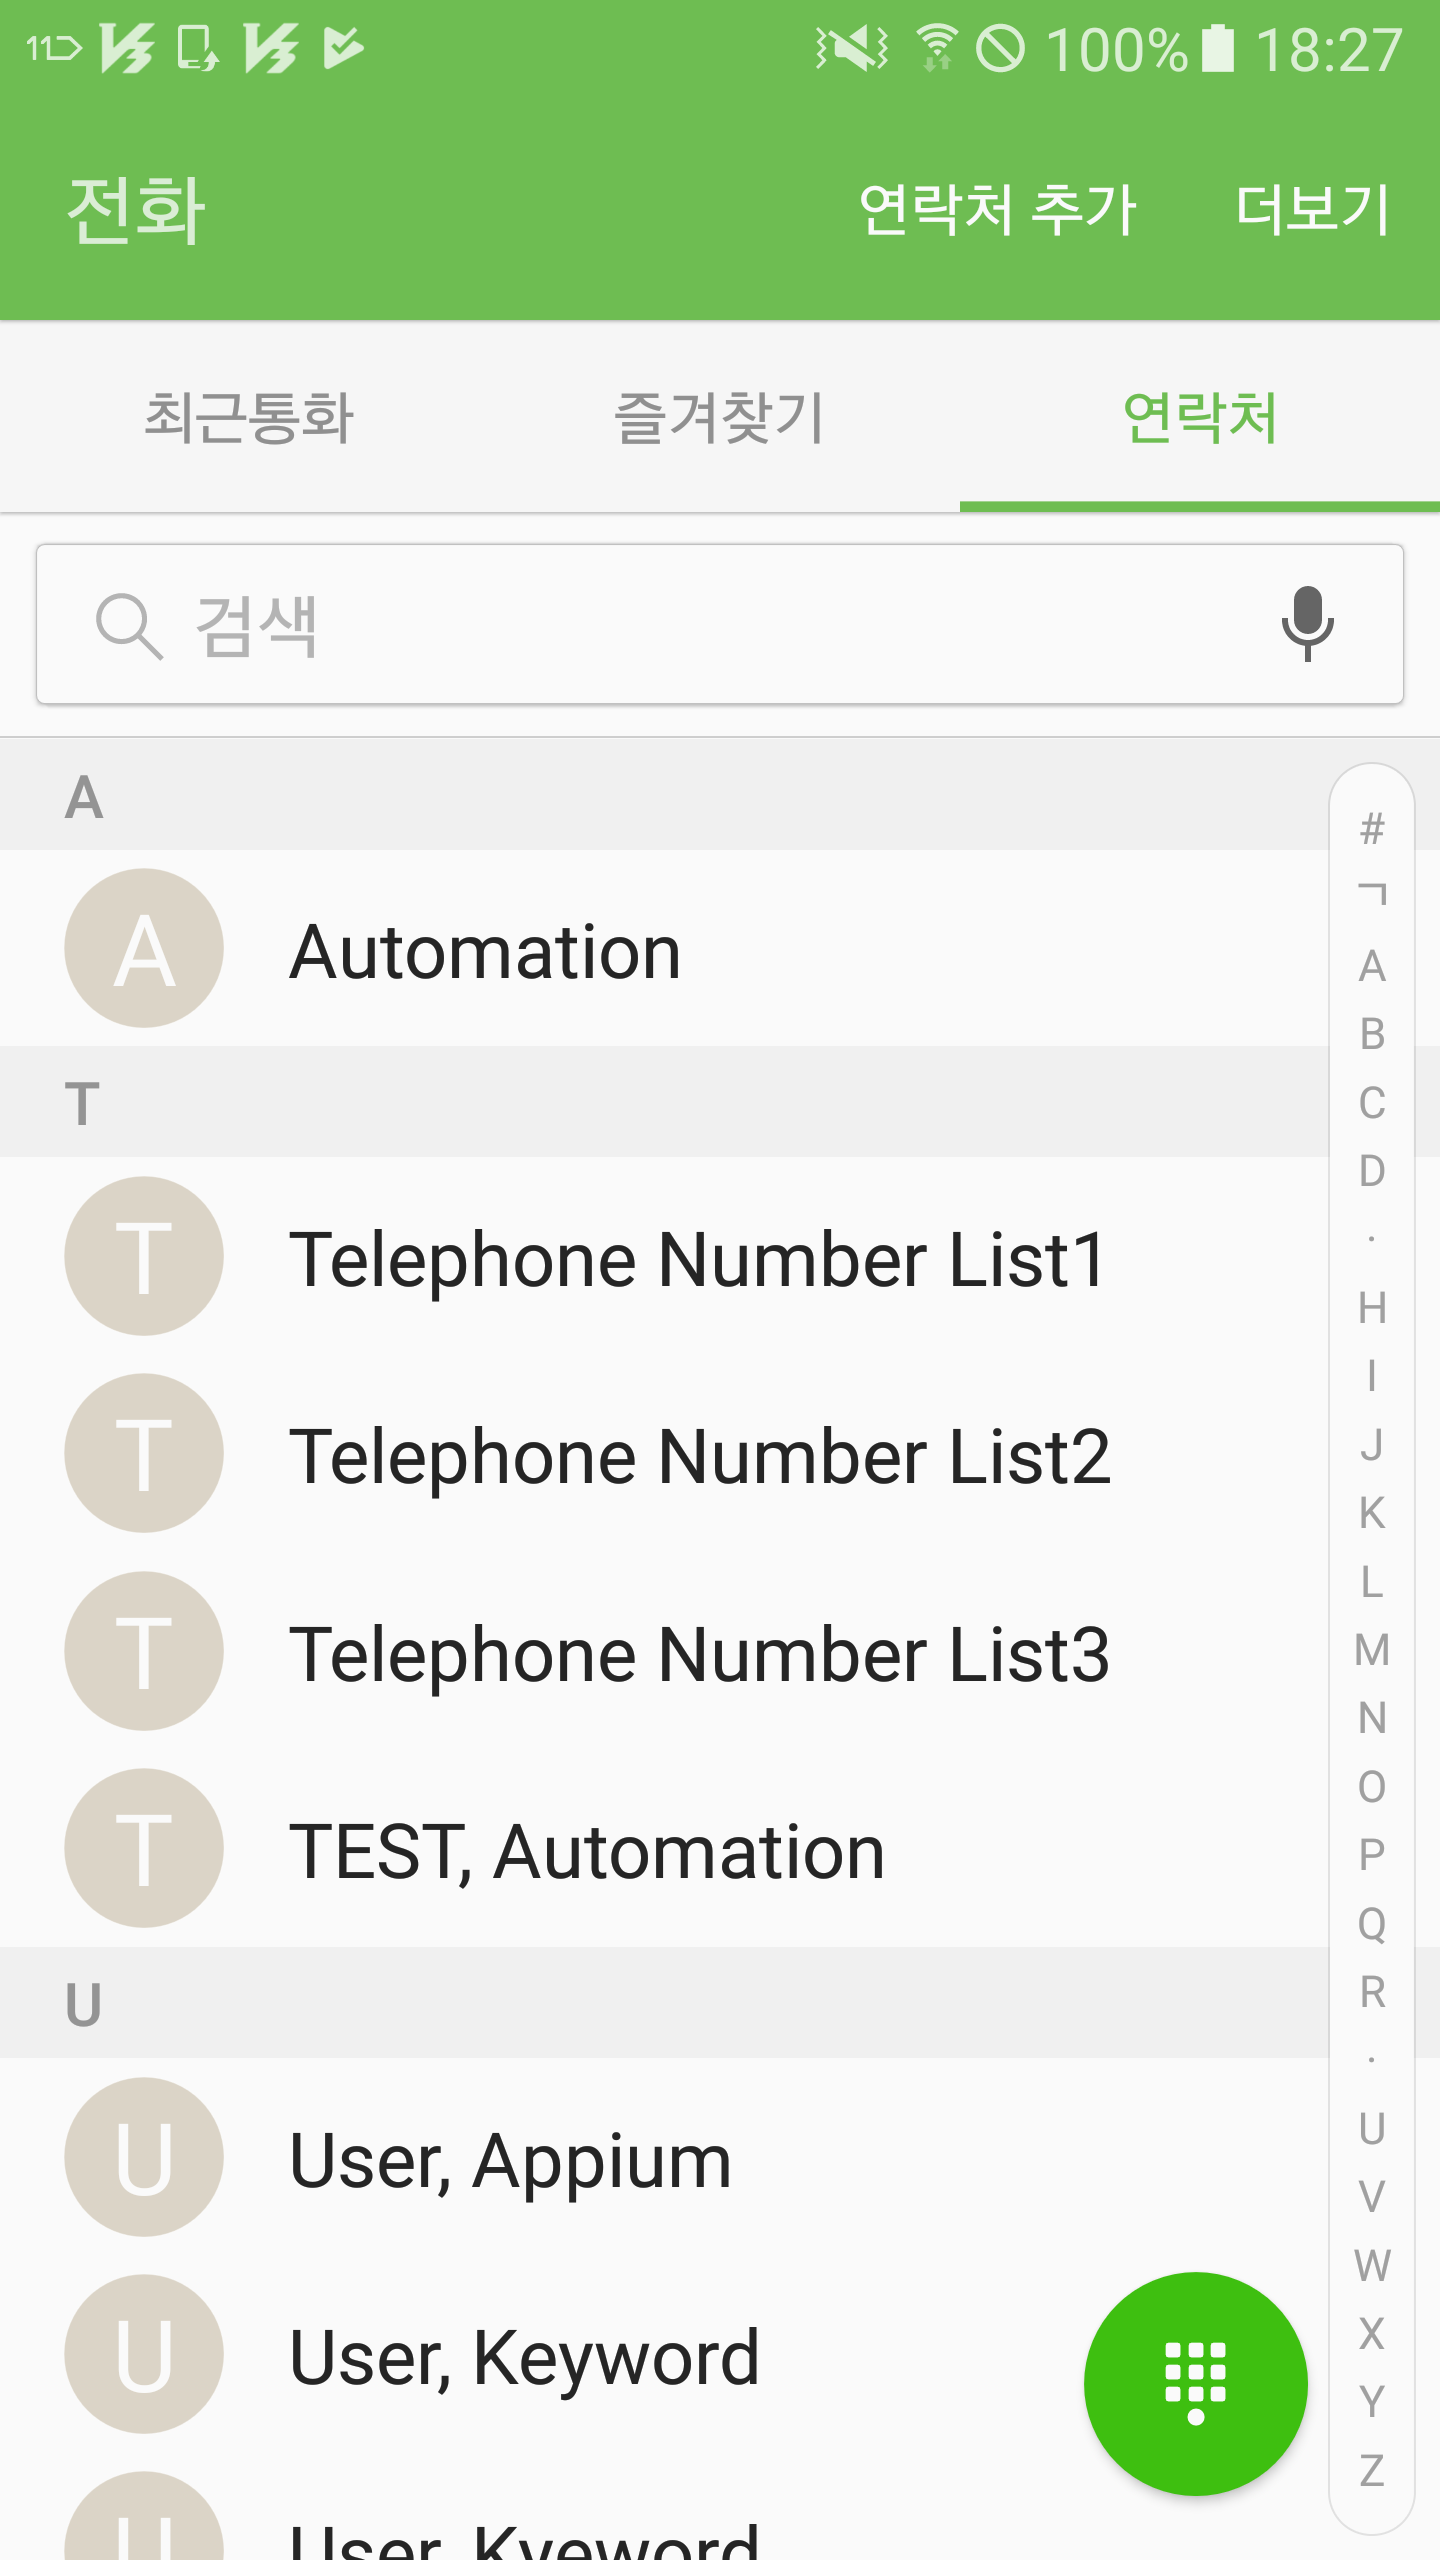 100% 18:27
전화 연락처 추가 더보기
최근통화 즐겨찾기 연락처
검색
A
A Automation
T
T Telephone Number List1
T Telephone Number List2
T Telephone Number List3
T TEST, Automation
U
U User, Appium
U User, Keyword
U User, Kyeword
#
ㄱ
A
B
C
D
·
H
I
J
K
L
M
N
O
P
Q
R
·
U
V
W
X
Y
Z